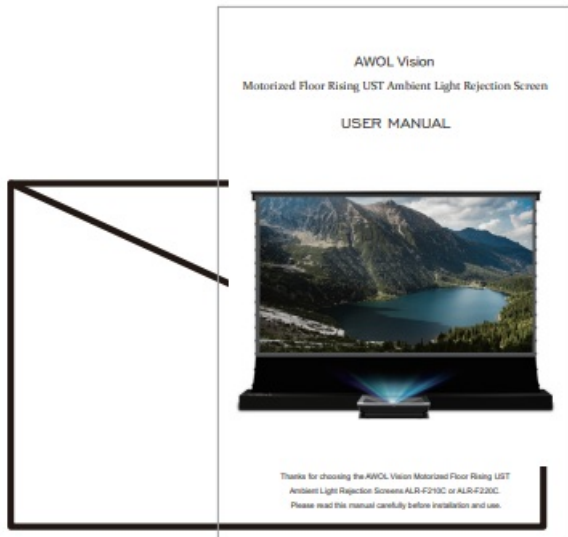 AWOL Vision
Motorized Floor Rising UST Ambient Light Rejection Screen
USER MANUAL
Thanks for choosing the AWOL Vision Motorized Floor Rising UST
Ambient Light Rejection Screens ALR-F210C or ALR-F220C.
Please read this manual carefully before installation and use.